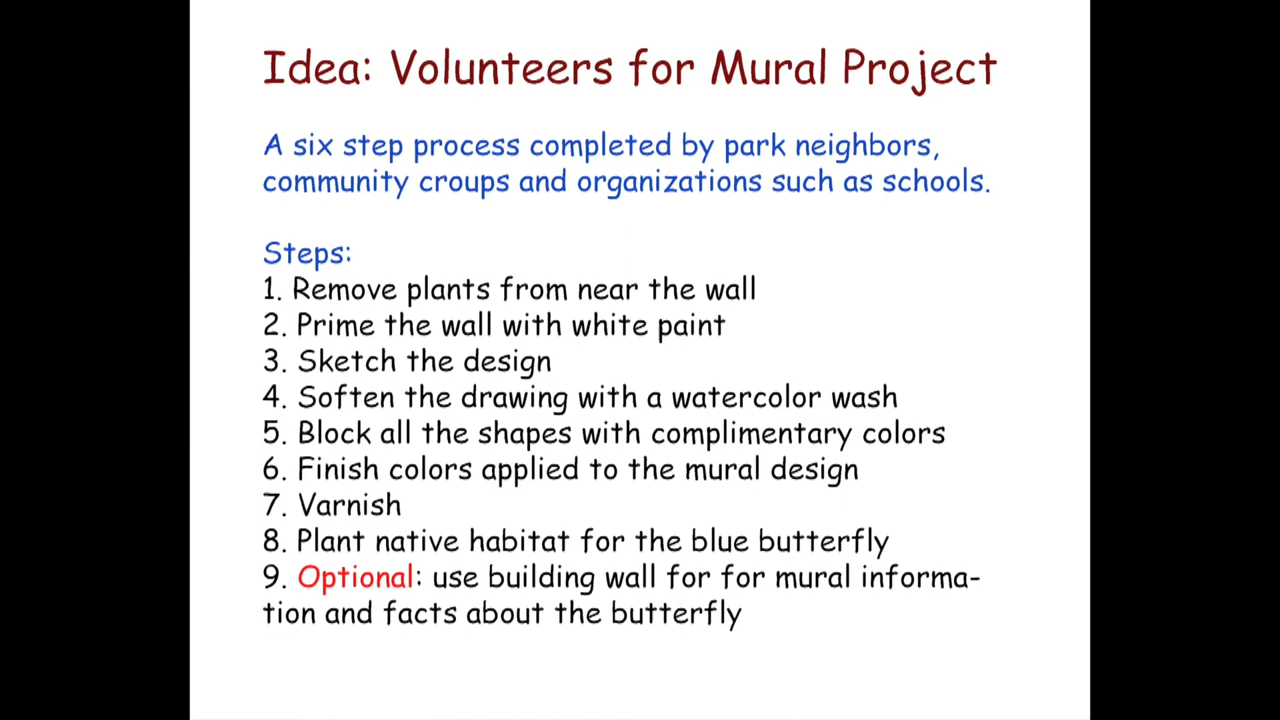 Idea: Volunteers for Mural Project
A six step process completed by park neighbors,
community croups and organizations such as schools.
Steps:
1. Remove plants from near the wall
2. Prime the wall with white paint
3. Sketch the design
4. Soften the drawing with a watercolor wash
5. Block all the shapes with complimentary colors
6. Finish colors applied to the mural design
7. Varnish
8. Plant native habitat for the blue butterfly
9. Optional: use building wall for for mural informa-
tion and facts about the butterfly